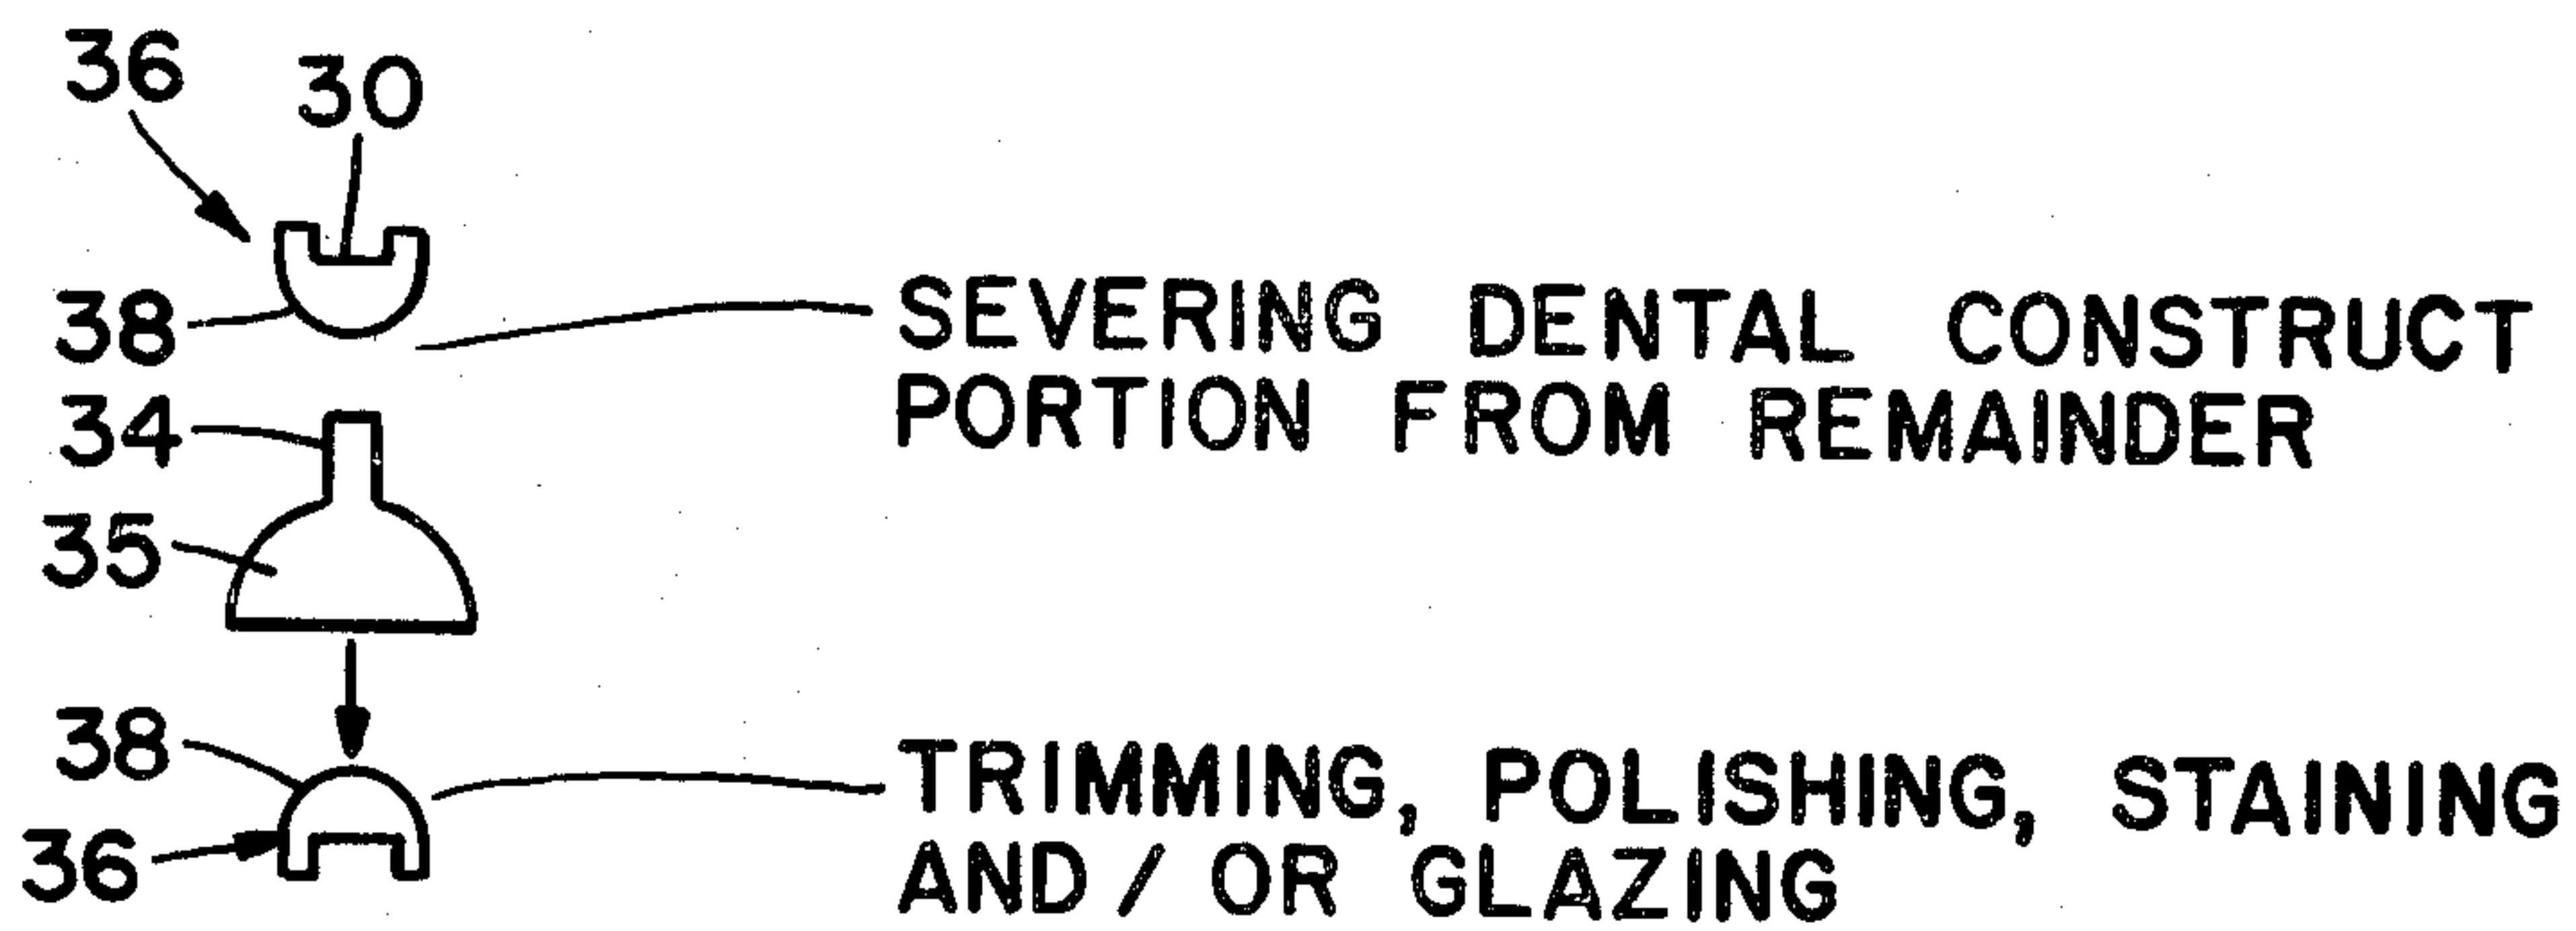 36
30
38
SEVERING DENTAL CONSTRUCT
PORTION FROM REMAINDER
34
35
38
TRIMMING, POLISHING, STAINING
AND / OR GLAZING
36